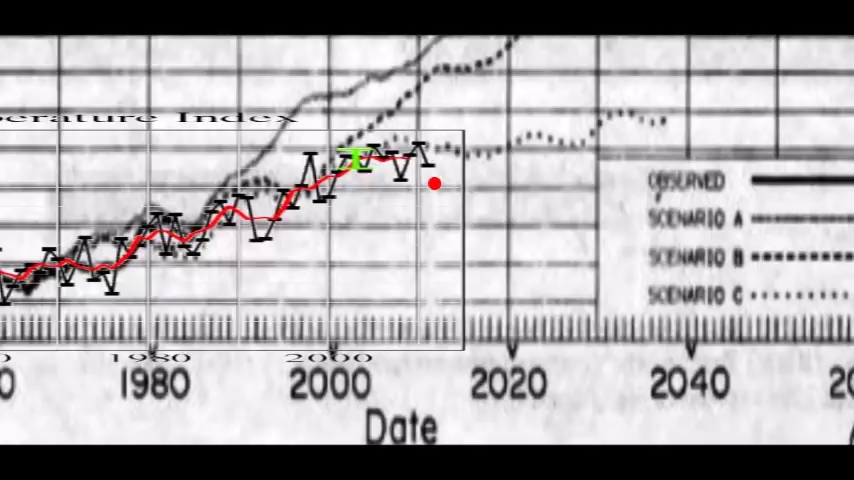 perature Index
OBSERVED
SCENARIO A
SCENARIO B
SCENARIO C
1980 2000
1980 2000 2020 2040
Date